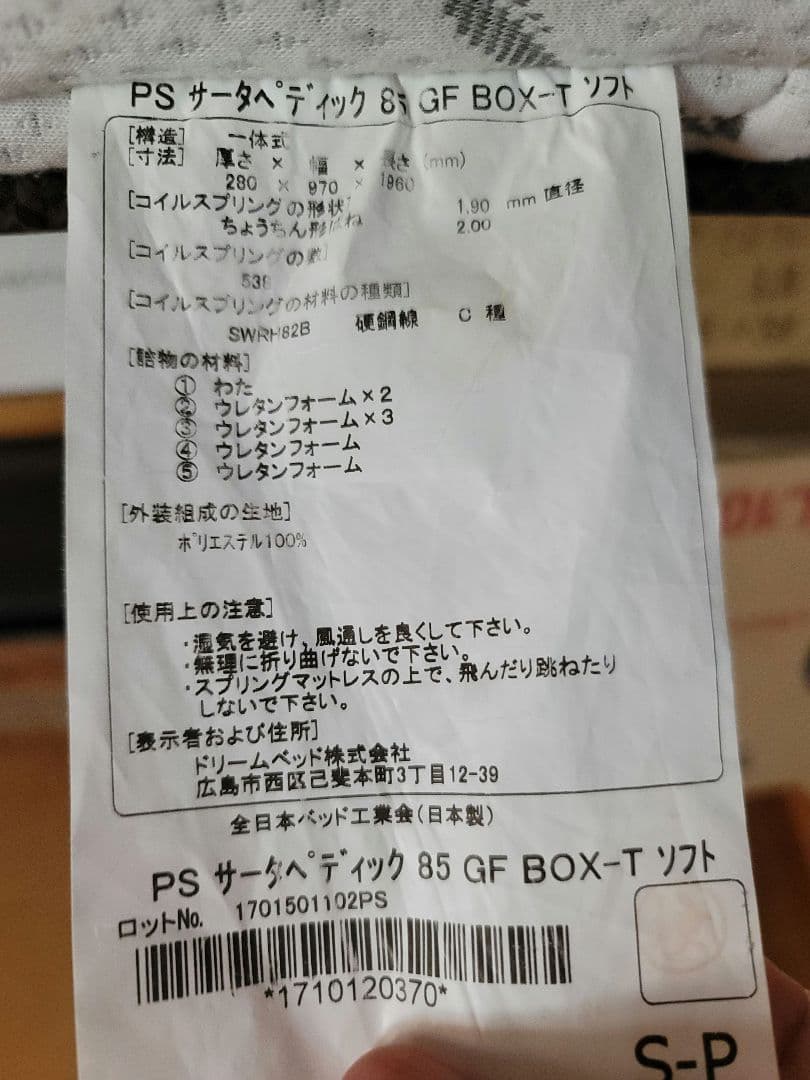 PS サータペディック 85 GF BOX-T ソフト
[構造] 一体式
[寸法] 厚さ × 幅 × 長さ (mm)
280 × 970 × 1960
[コイルスプリングの形状] 1.90 mm 直径
ちょうちん形ばね 2.00
[コイルスプリングの数]
538
[コイルスプリングの材料の種類]
SWRH82B 硬鋼線 C 種
[詰物の材料]
① わた
② ウレタンフォーム×2
③ ウレタンフォーム×3
④ ウレタンフォーム
⑤ ウレタンフォーム
[外装組成の生地]
ポリエステル100%
[使用上の注意]
・湿気を避け、風通しを良くして下さい。
・無理に折り曲げないで下さい。
・スプリングマットレスの上で、飛んだり跳ねたり
しないで下さい。
[表示者および住所]
ドリームベッド株式会社
広島市西区己斐本町3丁目12-39
全日本ベッド工業会(日本製)
PS サータペディック 85 GF BOX-T ソフト
ロットNo. 1701501102PS
*1710120370*
S-P